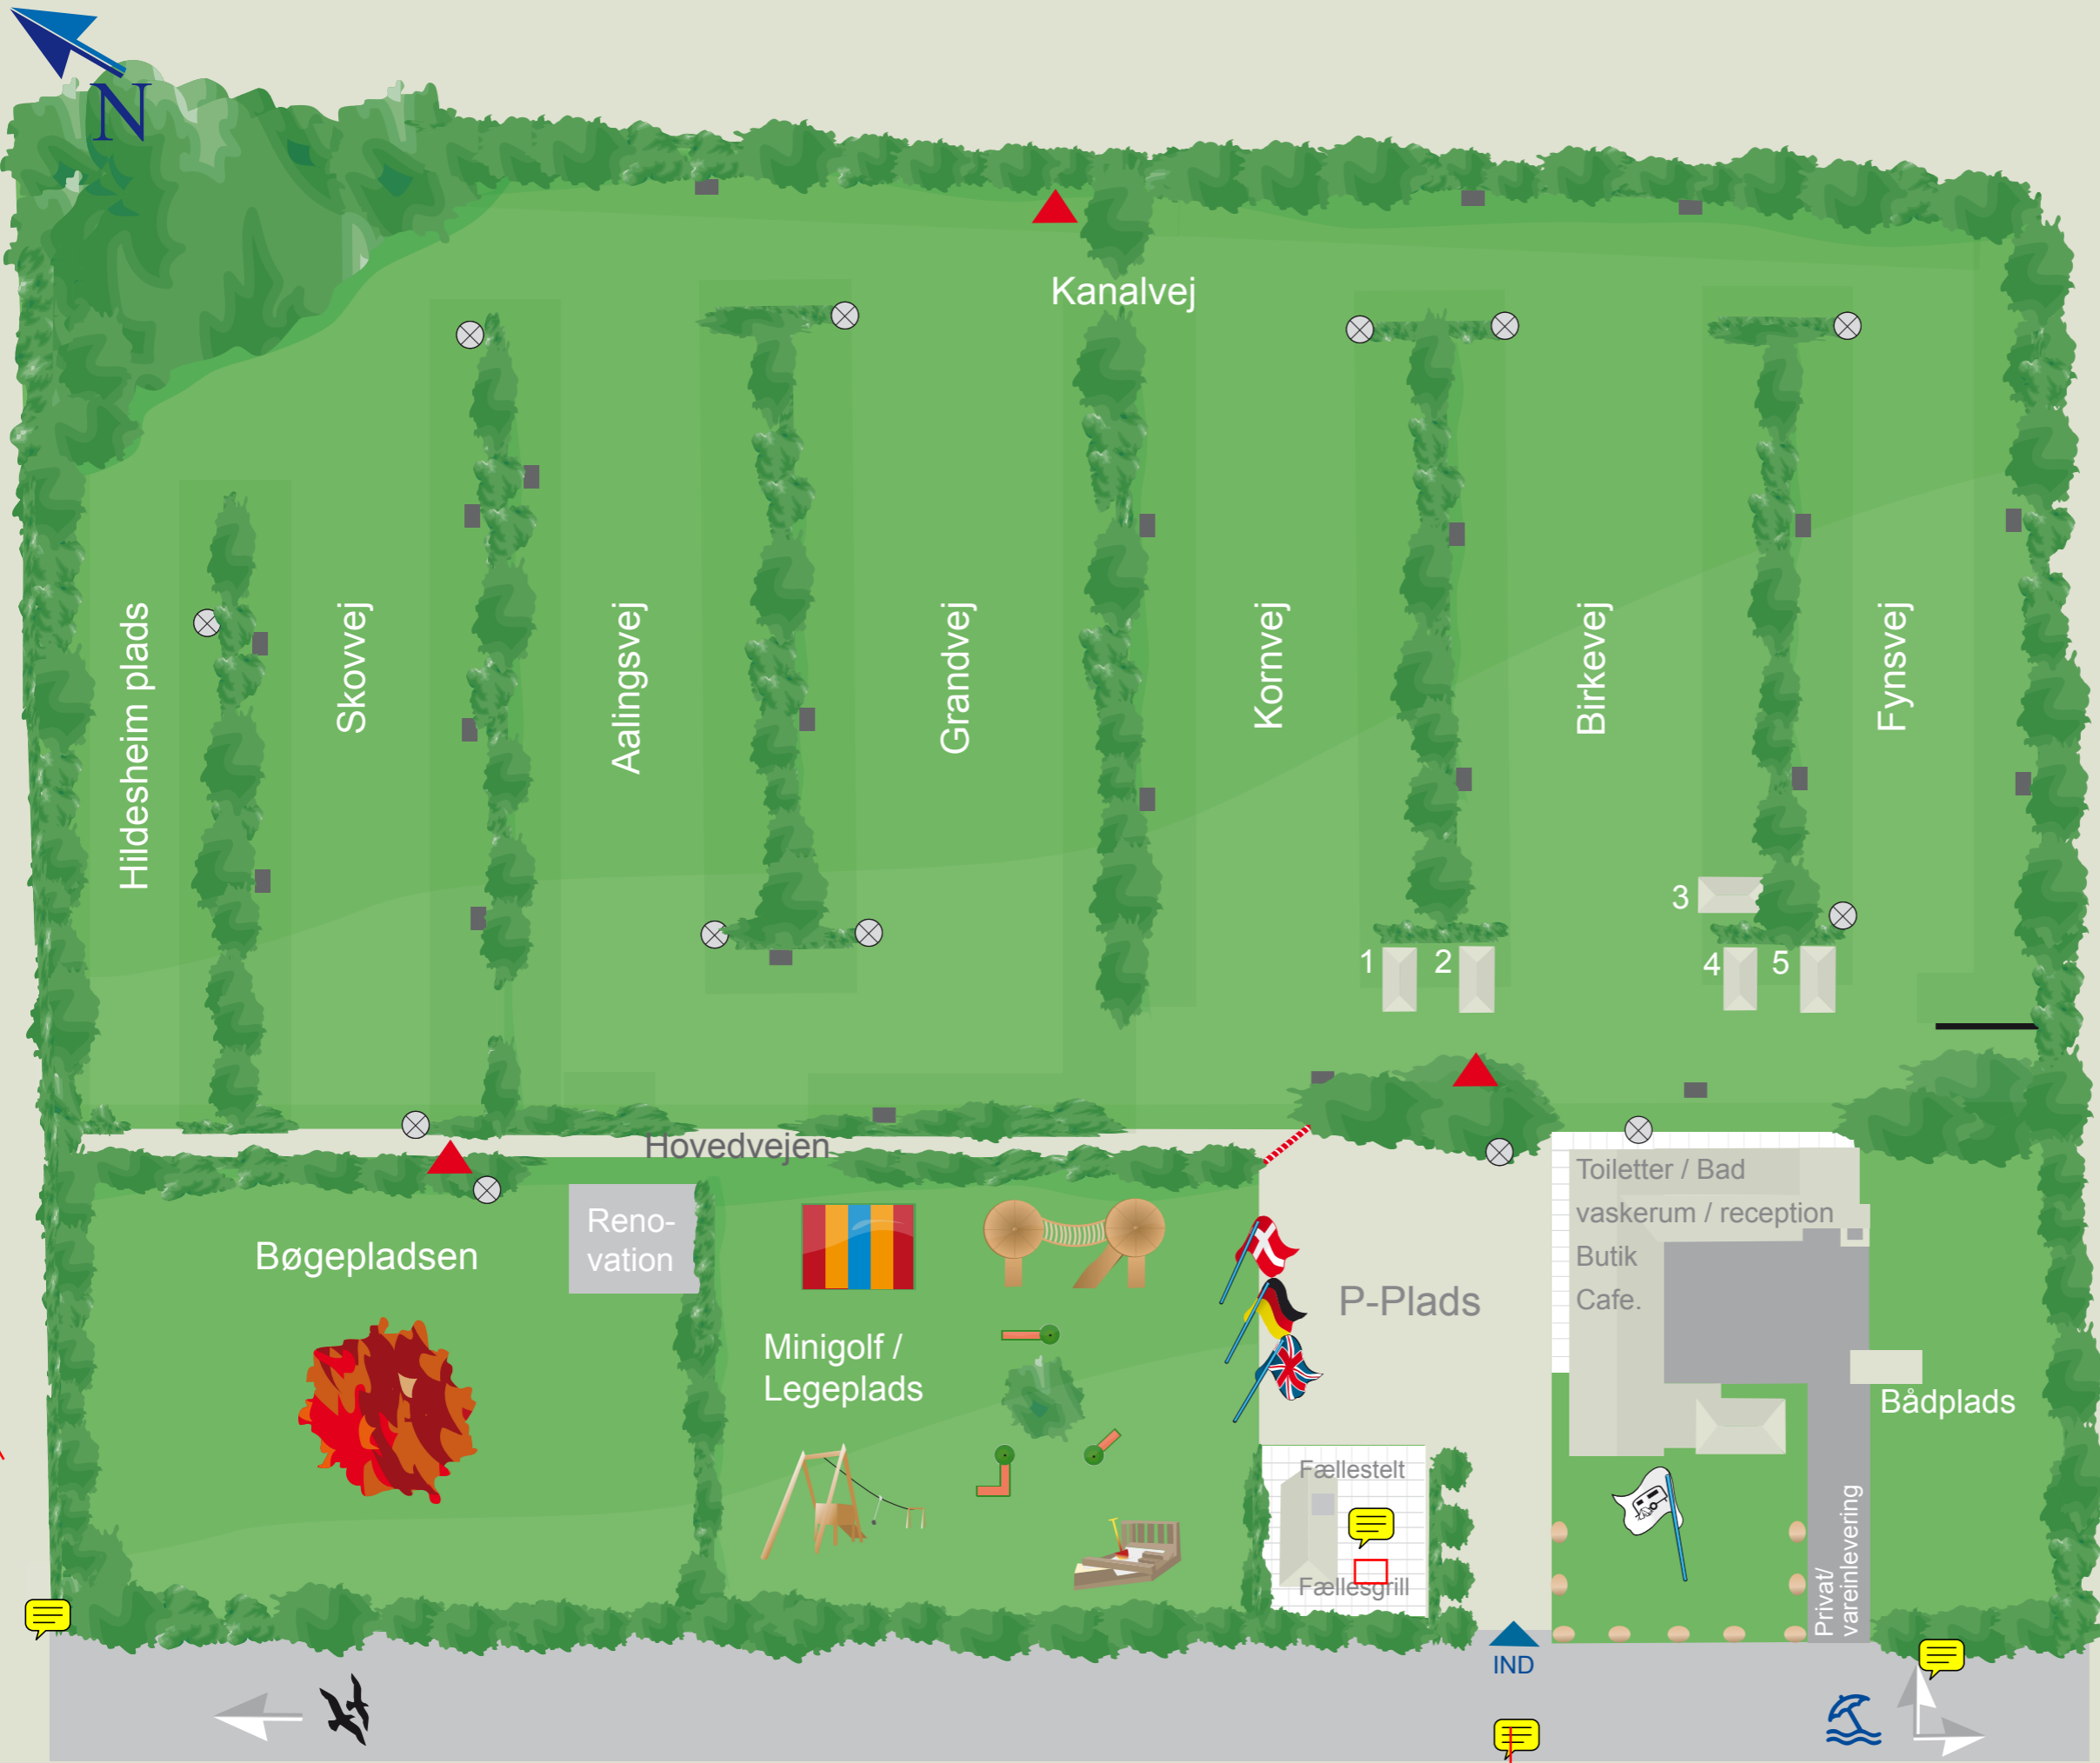 N
Kanalvej
Hildesheim plads
Skovvej
Aalingsvej
Grandvej
Kornvej
Birkevej
Fynsvej
3
1
2
4
5
Hovedvejen
Bøgepladsen
Reno-
vation
Minigolf /
Legeplads
P-Plads
Toiletter / Bad
vaskerum / reception
Butik
Cafe.
Bådplads
Fællestelt
Fællesgrill
Privat/
vareinlevering
IND